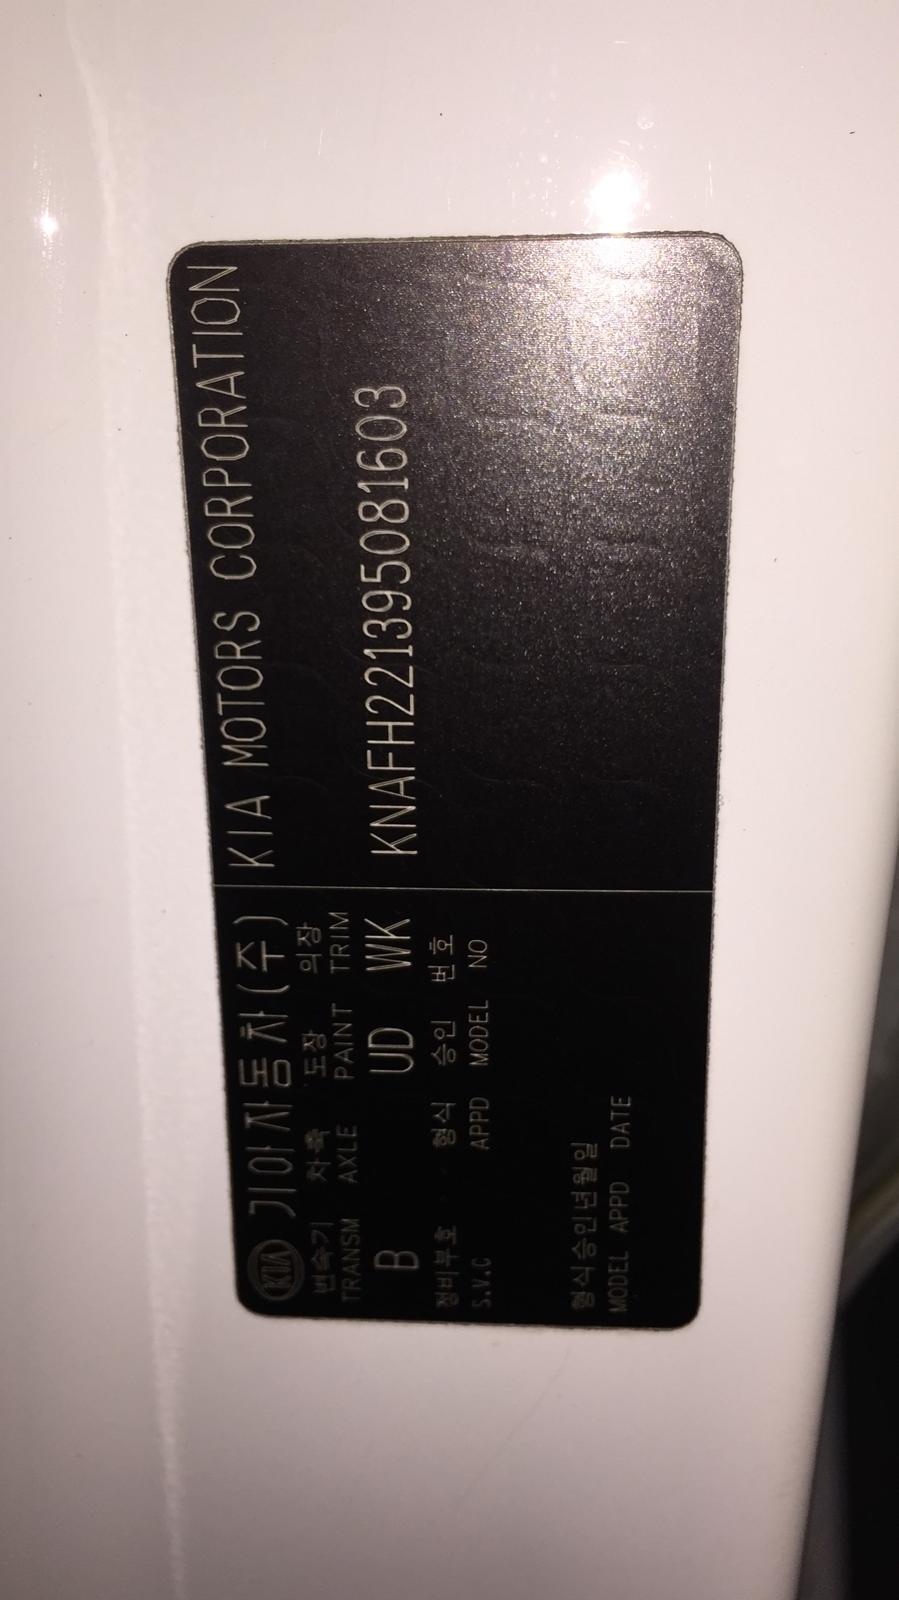 KIA 기아자동차(주) KIA MOTORS CORPORATION
변속기 차축 도장 의장
TRANSM AXLE PAINT TRIM
B UD WK KNAFH221395081603
정비부호 형식 승인 번호
S.V.C APPD MODEL NO
형식승인년월일
MODEL APPD DATE